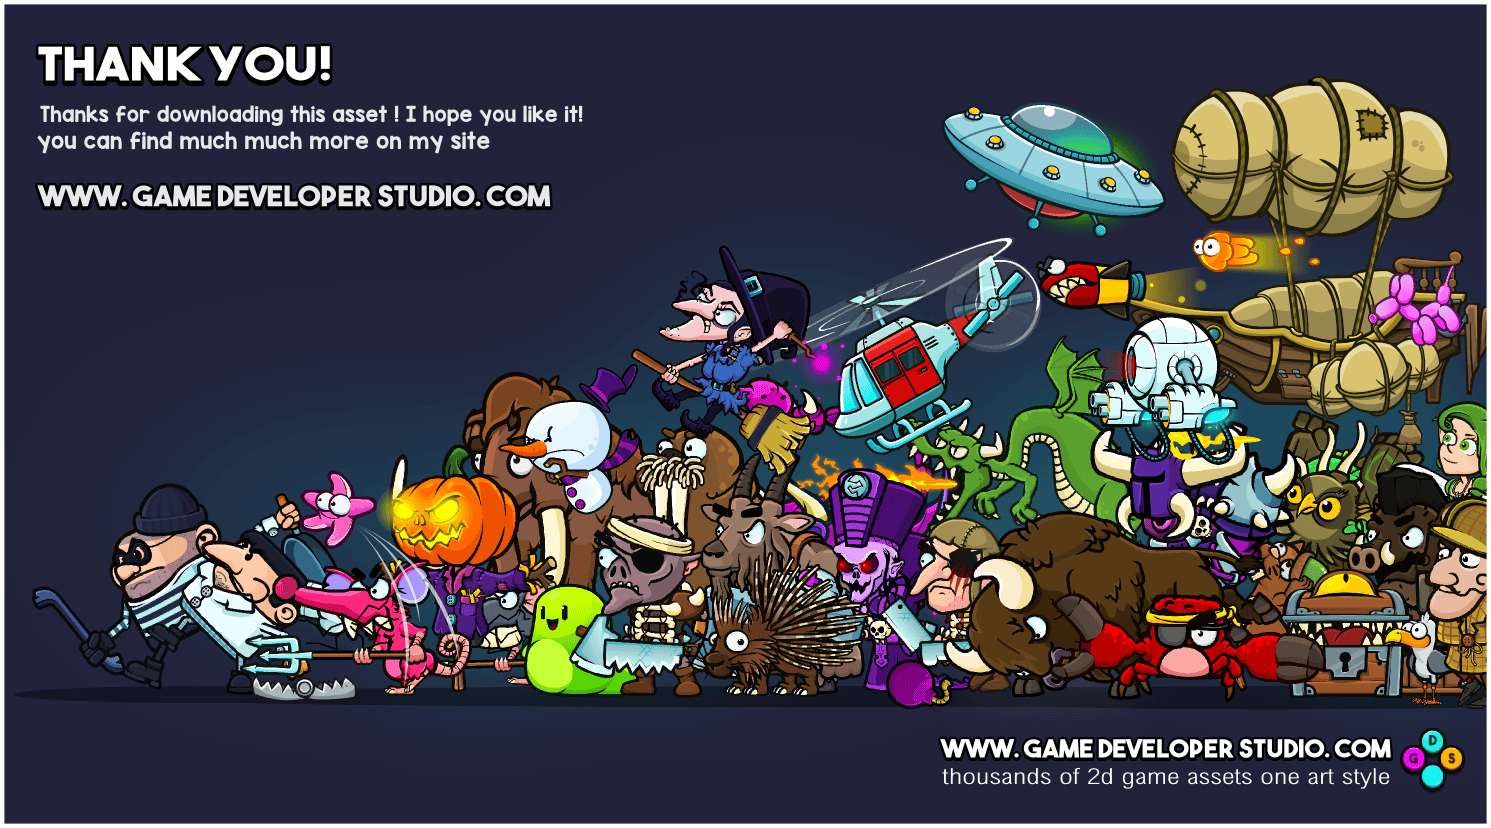 THANK YOU!
Thanks for downloading this asset ! I hope you like it!
you can find much much more on my site
WWW. GAME DEVELOPER STUDIO. COM
WWW. GAME DEVELOPER STUDIO. COM
thousands of 2d game assets one art style
D
G S